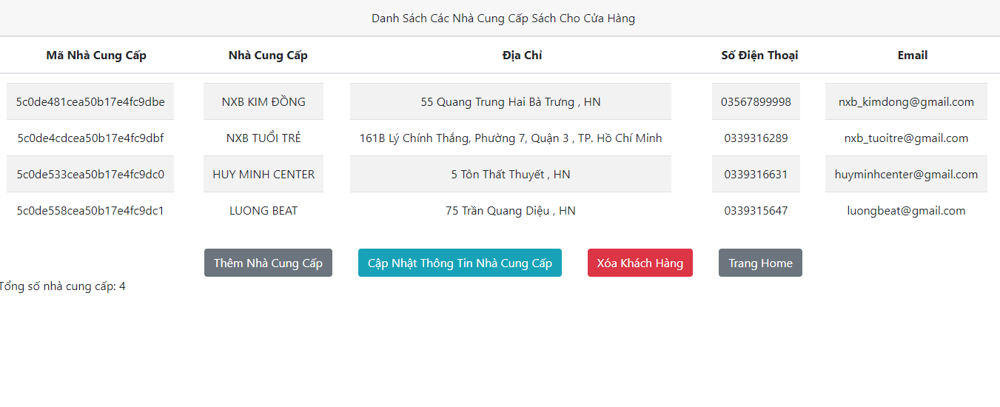 Danh Sách Các Nhà Cung Cấp Sách Cho Cửa Hàng
Mã Nhà Cung Cấp Nhà Cung Cấp Địa Chỉ Số Điện Thoại Email
5c0de481cea50b17e4fc9dbe NXB KIM ĐỒNG 55 Quang Trung Hai Bà Trưng , HN 03567899998 nxb_kimdong@gmail.com
5c0de4cdcea50b17e4fc9dbf NXB TUỔI TRẺ 161B Lý Chính Thắng, Phường 7, Quận 3 , TP. Hồ Chí Minh 0339316289 nxb_tuoitre@gmail.com
5c0de533cea50b17e4fc9dc0 HUY MINH CENTER 5 Tôn Thất Thuyết , HN 0339316631 huyminhcenter@gmail.com
5c0de558cea50b17e4fc9dc1 LUONG BEAT 75 Trần Quang Diệu , HN 0339315647 luongbeat@gmail.com
Thêm Nhà Cung Cấp Cập Nhật Thông Tin Nhà Cung Cấp Xóa Khách Hàng Trang Home
Tổng số nhà cung cấp: 4